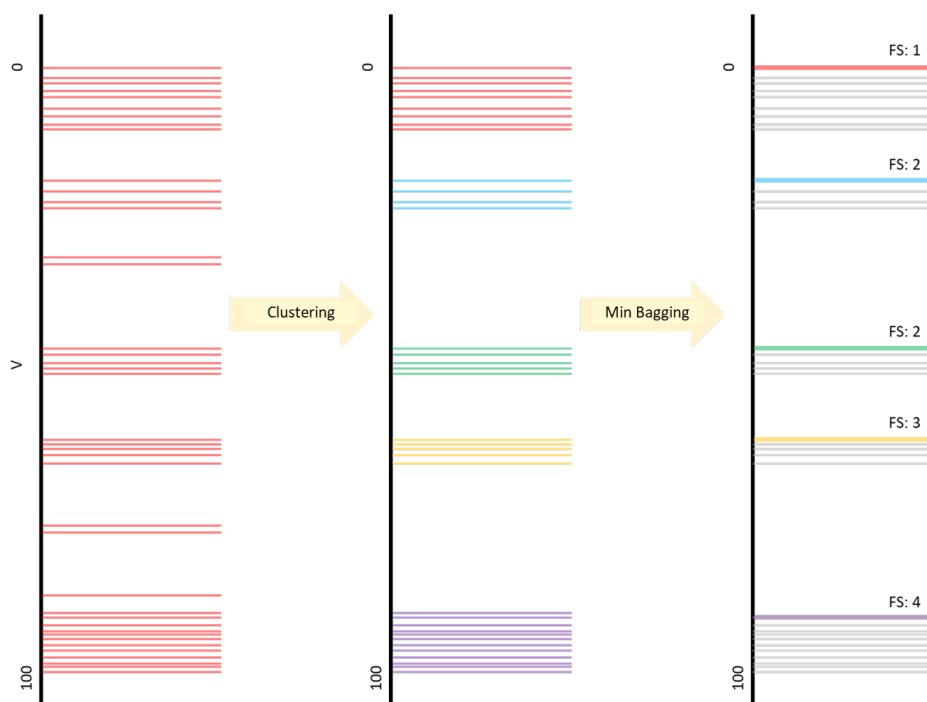 0
V
100
Clustering
0
100
Min Bagging
0
100
FS: 1
FS: 2
FS: 2
FS: 3
FS: 4